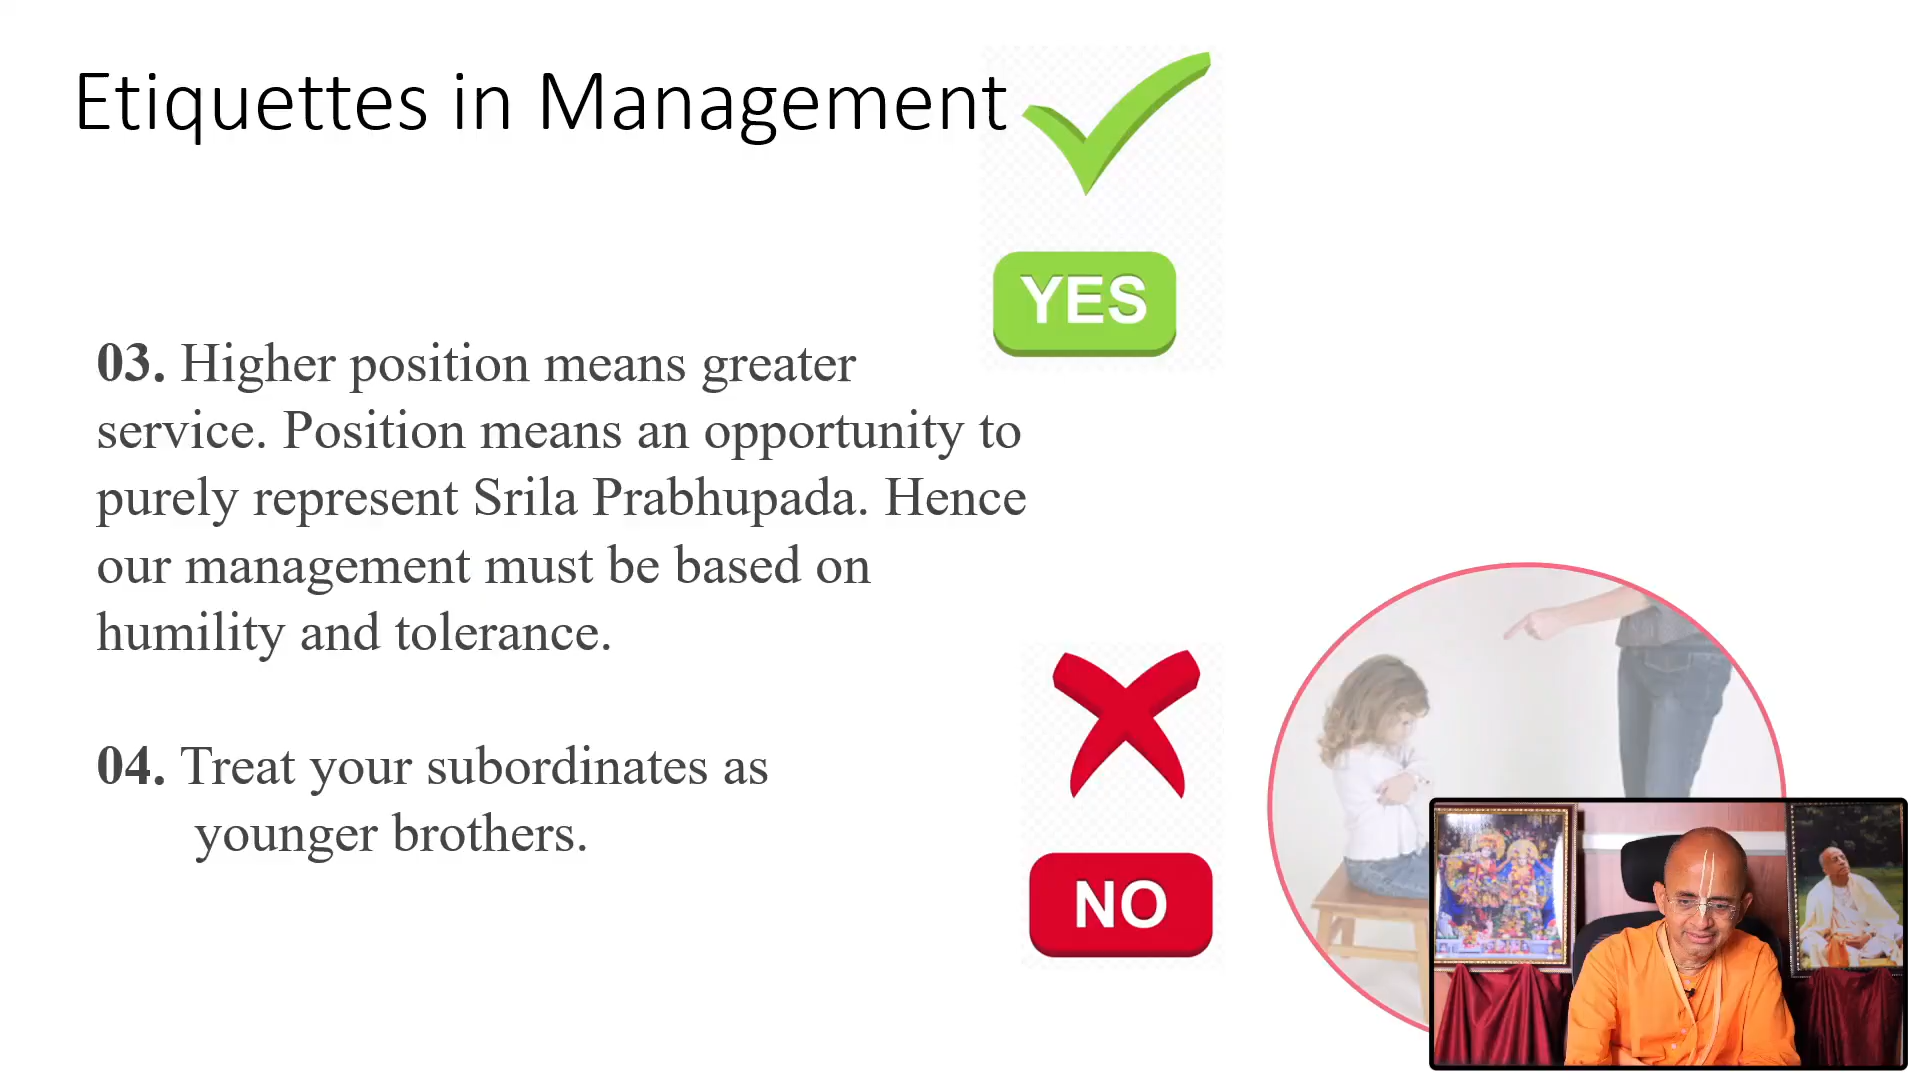 Etiquettes in Management
YES
03. Higher position means greater
service. Position means an opportunity to
purely represent Srila Prabhupada. Hence
our management must be based on
humility and tolerance.
04. Treat your subordinates as
younger brothers.
NO